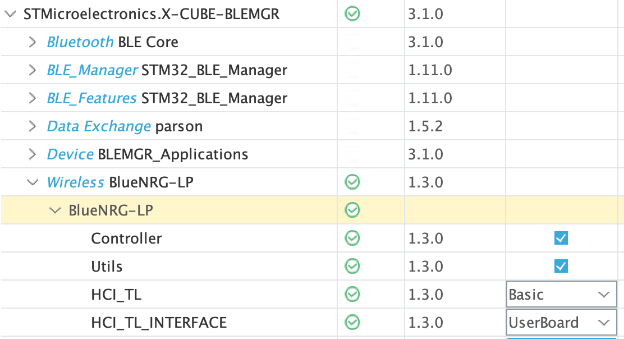 STMicroelectronics.X-CUBE-BLEMGR 3.1.0
Bluetooth BLE Core 3.1.0
BLE_Manager STM32_BLE_Manager 1.11.0
BLE_Features STM32_BLE_Manager 1.11.0
Data Exchange parson 1.5.2
Device BLEMGR_Applications 3.1.0
Wireless BlueNRG-LP 1.3.0
BlueNRG-LP
Controller 1.3.0
Utils 1.3.0
HCI_TL 1.3.0 Basic
HCI_TL_INTERFACE 1.3.0 UserBoard